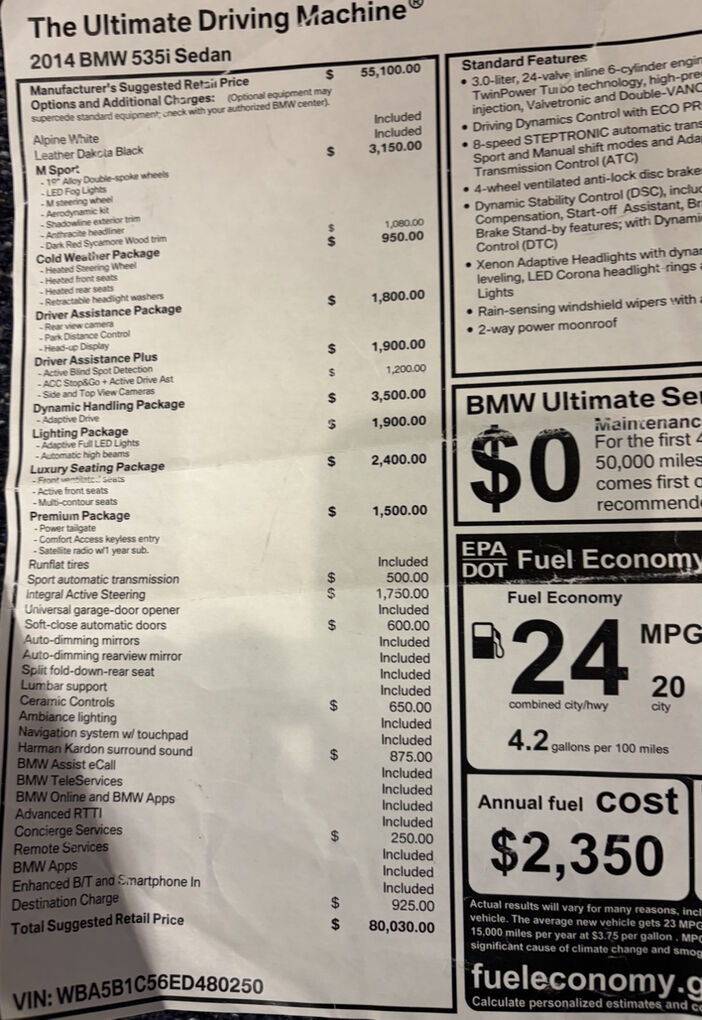 The Ultimate Driving Machine®
2014 BMW 535i Sedan
Manufacturer's Suggested Retail Price $ 55,100.00
Options and Additional Charges: (Optional equipment may
supercede standard equipment; check with your authorized BMW center).
Alpine White Included
Leather Dakota Black Included
M Sport $ 3,150.00
- 19" Alloy Double-spoke wheels
- LED Fog Lights
- M steering wheel
- Aerodynamic kit
- Shadowline exterior trim
- Anthracite headliner
- Dark Red Sycamore Wood trim $ 1,080.00
Cold Weather Package $ 950.00
- Heated Steering Wheel
- Heated front seats
- Heated rear seats
- Retractable headlight washers
Driver Assistance Package $ 1,800.00
- Rear view camera
- Park Distance Control
- Head-up Display
Driver Assistance Plus $ 1,900.00
- Active Blind Spot Detection
- ACC Stop&Go + Active Drive Ast $ 1,200.00
- Side and Top View Cameras
Dynamic Handling Package $ 3,500.00
- Adaptive Drive
Lighting Package $ 1,900.00
- Adaptive Full LED Lights
- Automatic high beams
Luxury Seating Package $ 2,400.00
- Front seats
- Active front seats
- Multi-contour seats
Premium Package $ 1,500.00
- Power tailgate
- Comfort Access keyless entry
- Satellite radio w/1 year sub.
Runflat tires Included
Sport automatic transmission $ 500.00
Integral Active Steering $ 1,750.00
Universal garage-door opener Included
Soft-close automatic doors $ 600.00
Auto-dimming mirrors Included
Auto-dimming rearview mirror Included
Split fold-down-rear seat Included
Lumbar support Included
Ceramic Controls $ 650.00
Ambiance lighting Included
Navigation system w/ touchpad Included
Harman Kardon surround sound $ 875.00
BMW Assist eCall Included
BMW TeleServices Included
BMW Online and BMW Apps Included
Advanced RTTI Included
Concierge Services $ 250.00
Remote Services Included
BMW Apps Included
Enhanced B/T and Smartphone In Included
Destination Charge $ 925.00
Total Suggested Retail Price $ 80,030.00
VIN: WBA5B1C56ED480250
Standard Features
• 3.0-liter, 24-valve inline 6-cylinder engin
TwinPower Turbo technology, high-pre
injection, Valvetronic and Double-VANO
• Driving Dynamics Control with ECO PR
• 8-speed STEPTRONIC automatic trans
Sport and Manual shift modes and Ada
Transmission Control (ATC)
• 4-wheel ventilated anti-lock disc brake
• Dynamic Stability Control (DSC), includ
Compensation, Start-off Assistant, Br
Brake Stand-by features; with Dynami
Control (DTC)
• Xenon Adaptive Headlights with dynam
leveling, LED Corona headlight-rings a
Lights
• Rain-sensing windshield wipers with a
• 2-way power moonroof
BMW Ultimate Ser
$0
Maintenanc
For the first 4
50,000 miles
comes first o
recommende
EPA
DOT
Fuel Economy
Fuel Economy
24 MPG
combined city/hwy
20
city
4.2 gallons per 100 miles
Annual fuel cost
$2,350
Actual results will vary for many reasons, incl
vehicle. The average new vehicle gets 23 MPG
15,000 miles per year at $3.75 per gallon . MPG
significant cause of climate change and smog
fueleconomy.g
Calculate personalized estimates and co